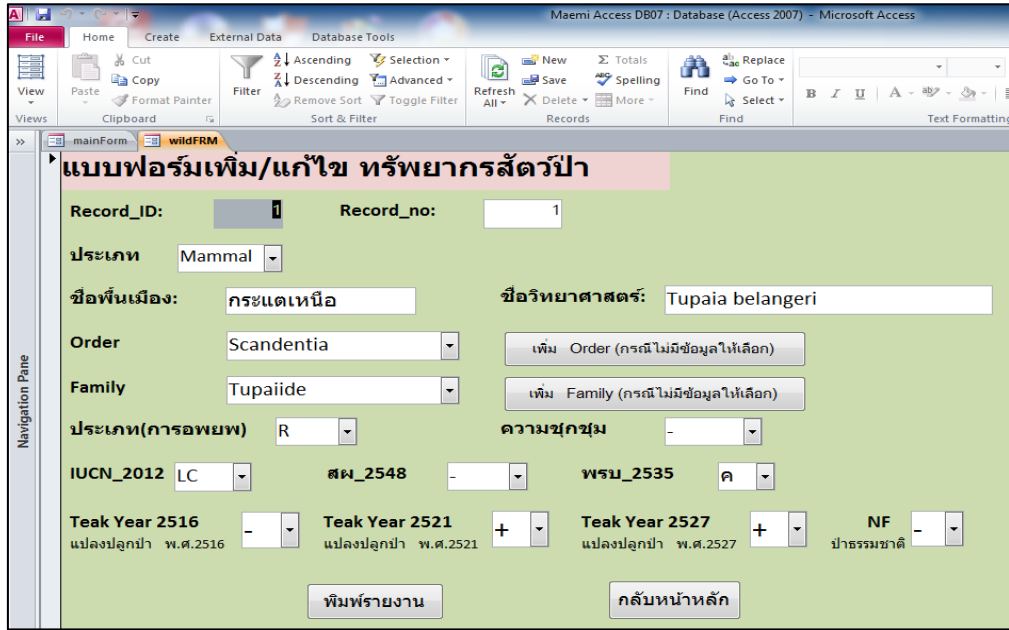 Maemi Access DB07 : Database (Access 2007) - Microsoft Access
File Home Create External Data Database Tools
View Paste Cut Copy Format Painter Filter Ascending Descending Remove Sort Selection Advanced Toggle Filter Refresh All New Save Delete Totals Spelling More Find Replace Go To Select B I U A
Views Clipboard Sort & Filter Records Find Text Formatting
mainForm wildFRM
แบบฟอร์มเพิ่ม/แก้ไข ทรัพยากรสัตว์ป่า
Record_ID: 1 Record_no: 1
ประเภท Mammal
ชื่อพื้นเมือง: กระแตเหนือ ชื่อวิทยาศาสตร์: Tupaia belangeri
Order Scandentia เพิ่ม Order (กรณีไม่มีข้อมูลให้เลือก)
Family Tupaiide เพิ่ม Family (กรณีไม่มีข้อมูลให้เลือก)
ประเภท(การอพยพ) R ความชุกชุม -
IUCN_2012 LC สผ_2548 - พรบ_2535 ค
Teak Year 2516 - Teak Year 2521 + Teak Year 2527 + NF -
แปลงปลูกป่า พ.ศ.2516 แปลงปลูกป่า พ.ศ.2521 แปลงปลูกป่า พ.ศ.2527 ป่าธรรมชาติ
พิมพ์รายงาน กลับหน้าหลัก
Navigation Pane